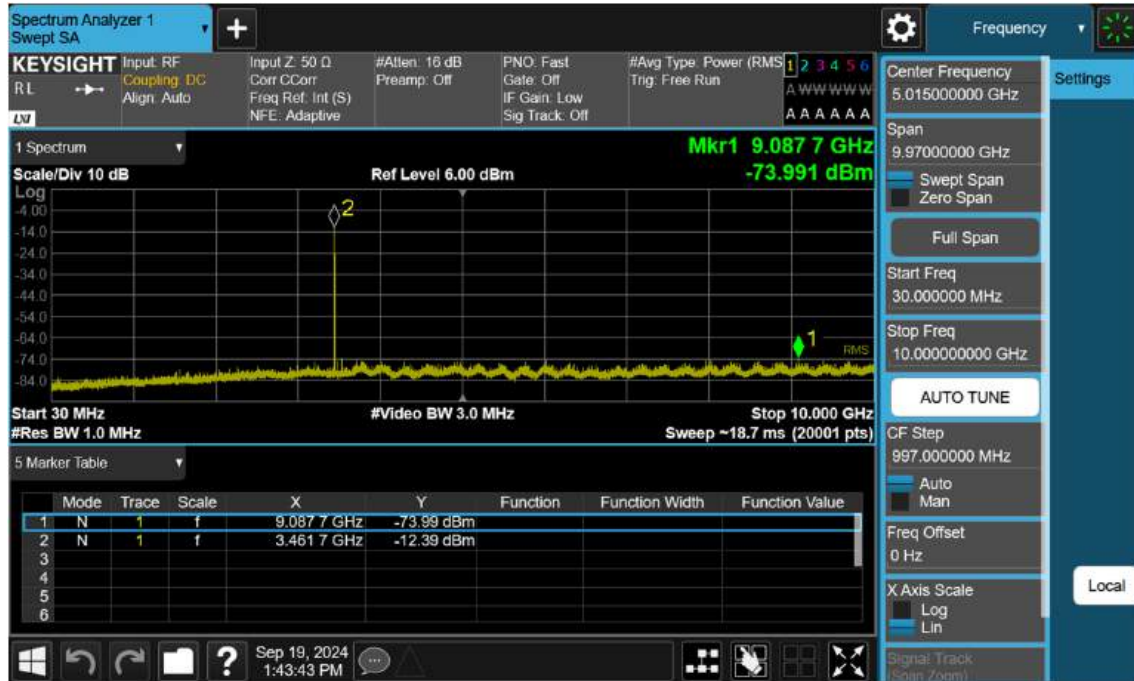 Spectrum Analyzer 1
Swept SA
Frequency
KEYSIGHT
RL
LXI
Input: RF
Coupling: DC
Align: Auto
Input Z: 50 Ω
Corr CCorr
Freq Ref: Int (S)
NFE: Adaptive
#Atten: 16 dB
Preamp: Off
PNO: Fast
Gate: Off
IF Gain: Low
Sig Track: Off
#Avg Type: Power (RMS
Trig: Free Run
1 2 3 4 5 6
A W W W W W
A A A A A A
1 Spectrum
Scale/Div 10 dB
Ref Level 6.00 dBm
Mkr1 9.087 7 GHz
-73.991 dBm
Log
-4.00
-14.0
-24.0
-34.0
-44.0
-54.0
-64.0
-74.0
-84.0
2
1
RMS
Start 30 MHz
#Res BW 1.0 MHz
#Video BW 3.0 MHz
Stop 10.000 GHz
Sweep ~18.7 ms (20001 pts)
5 Marker Table
Mode Trace Scale X Y Function Function Width Function Value
1 N 1 f 9.087 7 GHz -73.99 dBm
2 N 1 f 3.461 7 GHz -12.39 dBm
3
4
5
6
?
Sep 19, 2024
1:43:43 PM
Center Frequency
5.015000000 GHz
Span
9.97000000 GHz
Swept Span
Zero Span
Full Span
Start Freq
30.000000 MHz
Stop Freq
10.000000000 GHz
AUTO TUNE
CF Step
997.000000 MHz
Auto
Man
Freq Offset
0 Hz
X Axis Scale
Log
Lin
Signal Track
(Span Zoom)
Settings
Local